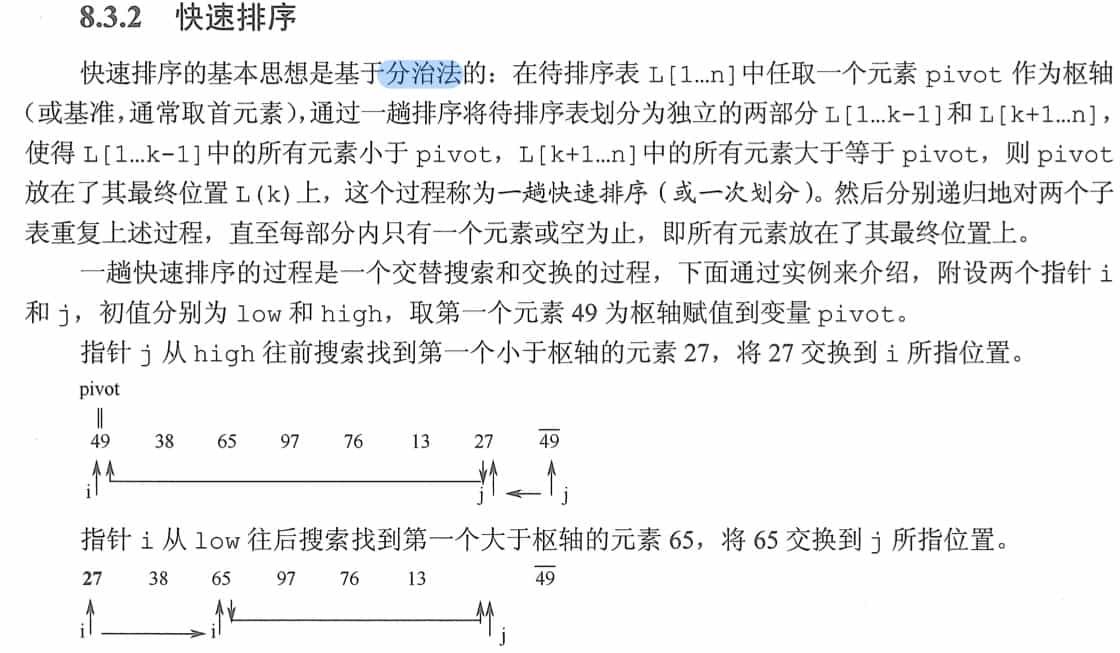 8.3.2 快速排序
快速排序的基本思想是基于分治法的：在待排序表 L[1…n]中任取一个元素 pivot 作为枢轴
（或基准，通常取首元素），通过一趟排序将待排序表划分为独立的两部分 L[1…k-1]和 L[k+1…n]，
使得 L[1…k-1]中的所有元素小于 pivot，L[k+1…n]中的所有元素大于等于 pivot，则 pivot
放在了其最终位置 L(k)上，这个过程称为一趟快速排序（或一次划分）。然后分别递归地对两个子
表重复上述过程，直至每部分内只有一个元素或空为止，即所有元素放在了其最终位置上。
一趟快速排序的过程是一个交替搜索和交换的过程，下面通过实例来介绍，附设两个指针 i
和 j，初值分别为 low 和 high，取第一个元素 49 为枢轴赋值到变量 pivot。
指针 j 从 high 往前搜索找到第一个小于枢轴的元素 27，将 27 交换到 i 所指位置。
pivot
‖
49 38 65 97 76 13 27 4̅9̅
i j j
指针 i 从 low 往后搜索找到第一个大于枢轴的元素 65，将 65 交换到 j 所指位置。
27 38 65 97 76 13 4̅9̅
i i j